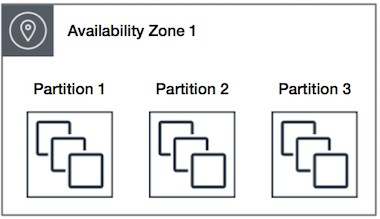 Availability Zone 1
Partition 1
Partition 2
Partition 3